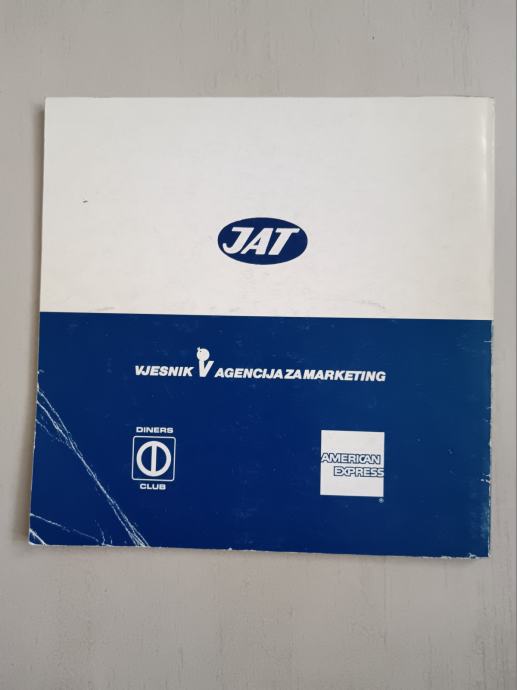 JAT
VJESNIK V AGENCIJA ZA MARKETING
DINERS
CLUB
AMERICAN
EXPRESS
®